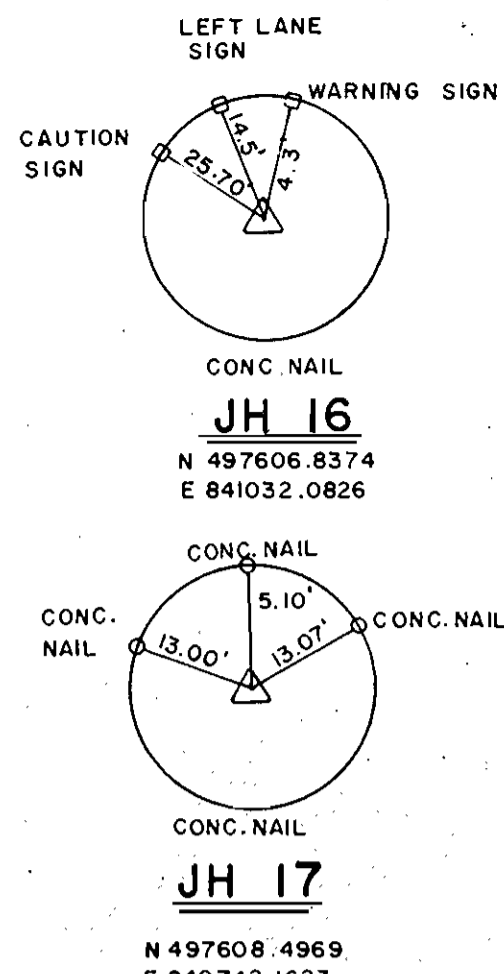 LEFT LANE
SIGN
WARNING SIGN
CAUTION
SIGN
14.5'
4.3'
25.70'
CONC. NAIL
JH 16
N 497606.8374
E 841032.0826
CONC. NAIL
CONC.
NAIL
5.10'
CONC. NAIL
13.00'
13.07'
CONC. NAIL
JH 17
N 497608.4969